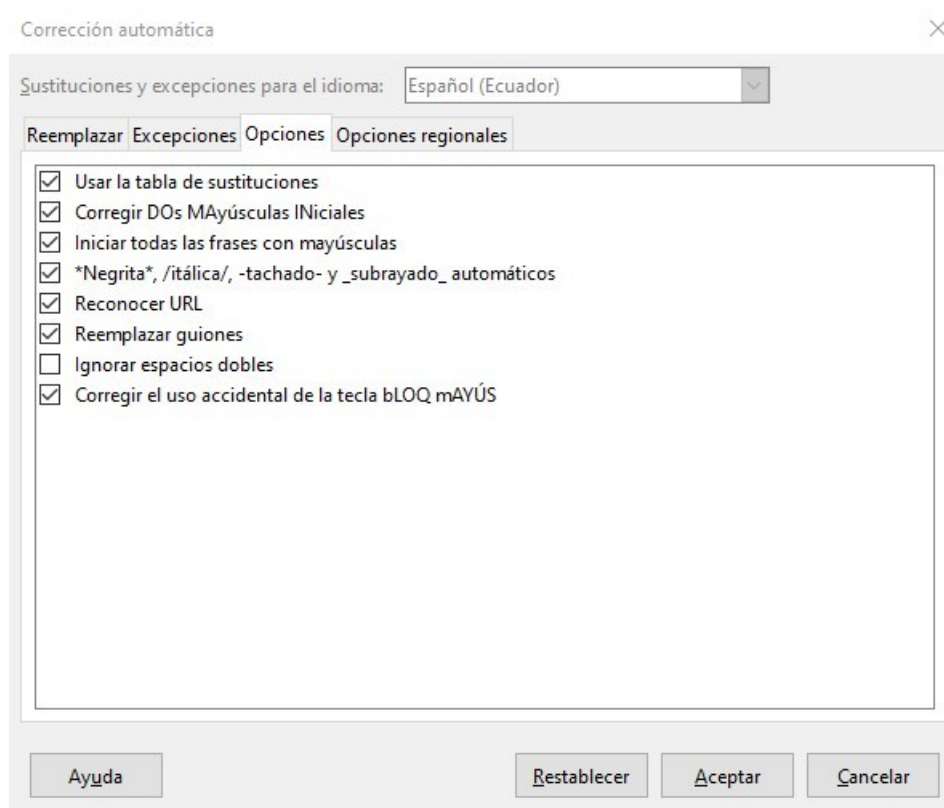 Corrección automática
Sustituciones y excepciones para el idioma: Español (Ecuador)
Reemplazar Excepciones Opciones Opciones regionales
Usar la tabla de sustituciones
Corregir DOs MAyúsculas INiciales
Iniciar todas las frases con mayúsculas
*Negrita*, /itálica/, -tachado- y _subrayado_ automáticos
Reconocer URL
Reemplazar guiones
Ignorar espacios dobles
Corregir el uso accidental de la tecla bLOQ mAYÚS
Ayuda Restablecer Aceptar Cancelar